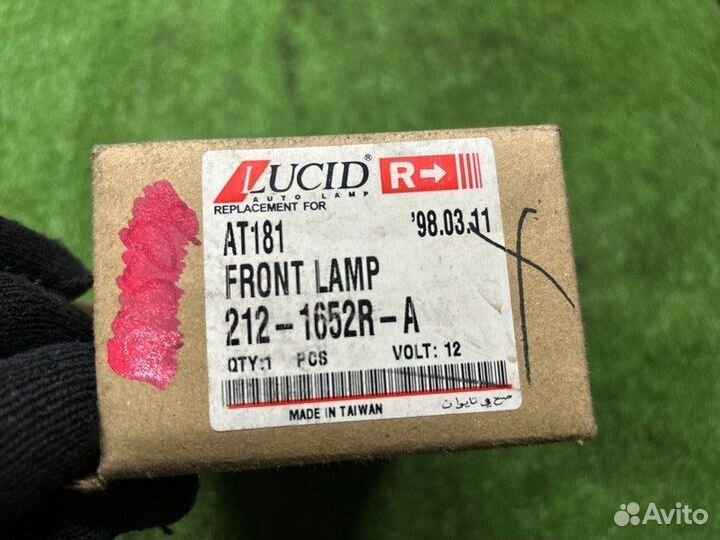 LUCID®
AUTO LAMP
R→
REPLACEMENT FOR
AT181 '98.03.11
FRONT LAMP
212-1652R-A
QTY:1 PCS VOLT: 12
MADE IN TAIWAN صنع في تايوان
Avito